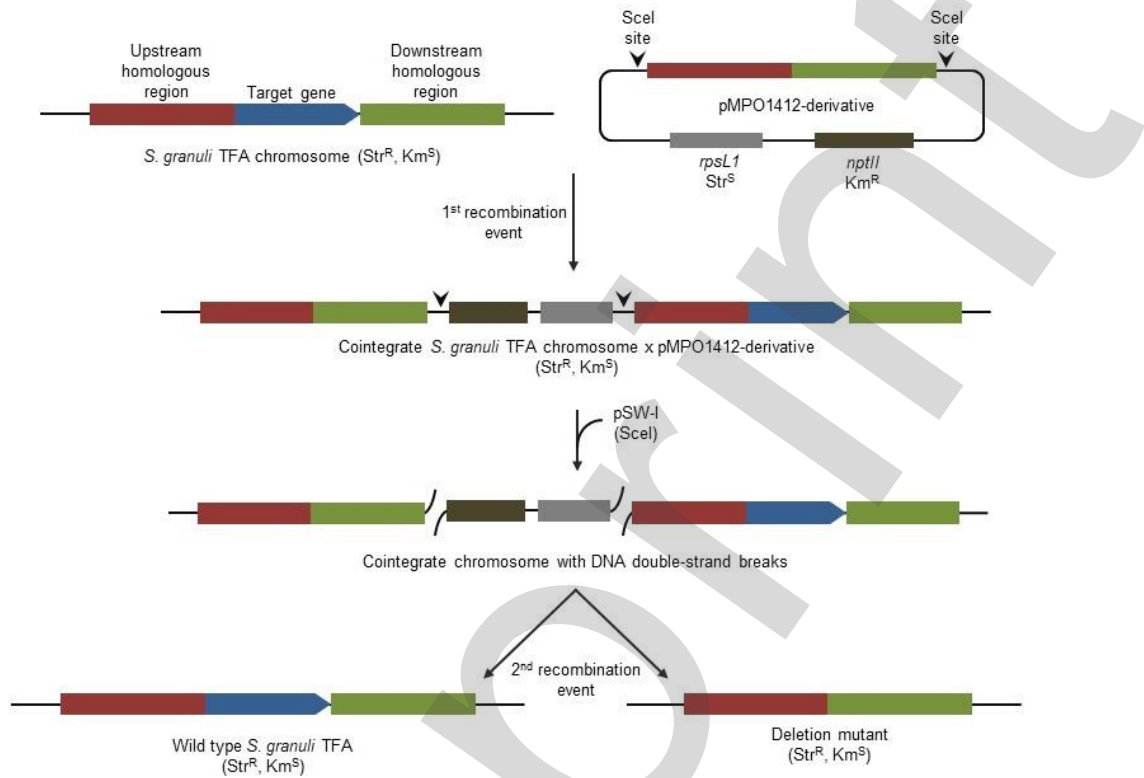 Upstream
homologous
region
Target gene
Downstream
homologous
region
S. granuli TFA chromosome (StrR, KmS)
SceI
site
SceI
site
pMPO1412-derivative
rpsL1
StrS
nptII
KmR
1st recombination
event
Cointegrate S. granuli TFA chromosome x pMPO1412-derivative
(StrR, KmS)
pSW-I
(SceI)
Cointegrate chromosome with DNA double-strand breaks
2nd recombination
event
Wild type S. granuli TFA
(StrR, KmS)
Deletion mutant
(StrR, KmS)
print